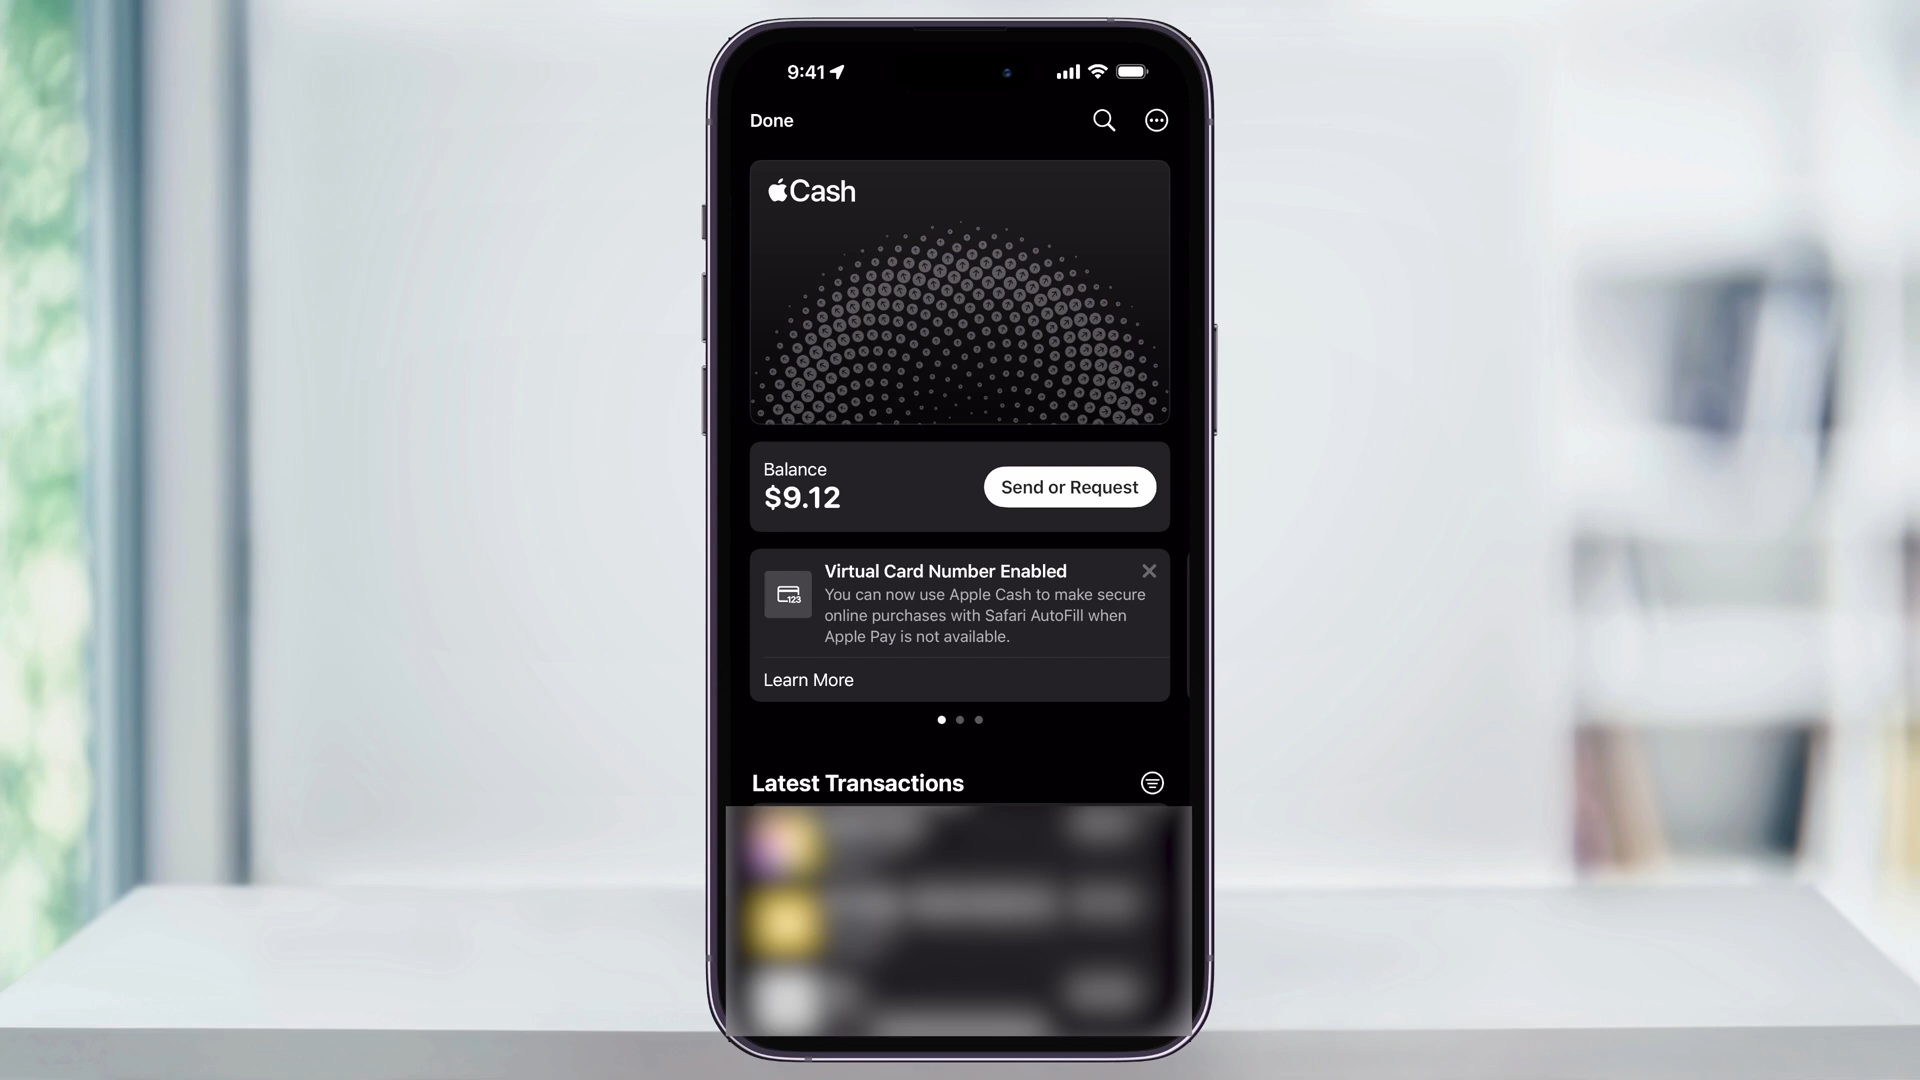 9:41
Done
Cash
Balance
$9.12
Send or Request
Virtual Card Number Enabled
You can now use Apple Cash to make secure
online purchases with Safari AutoFill when
Apple Pay is not available.
123
Learn More
Latest Transactions